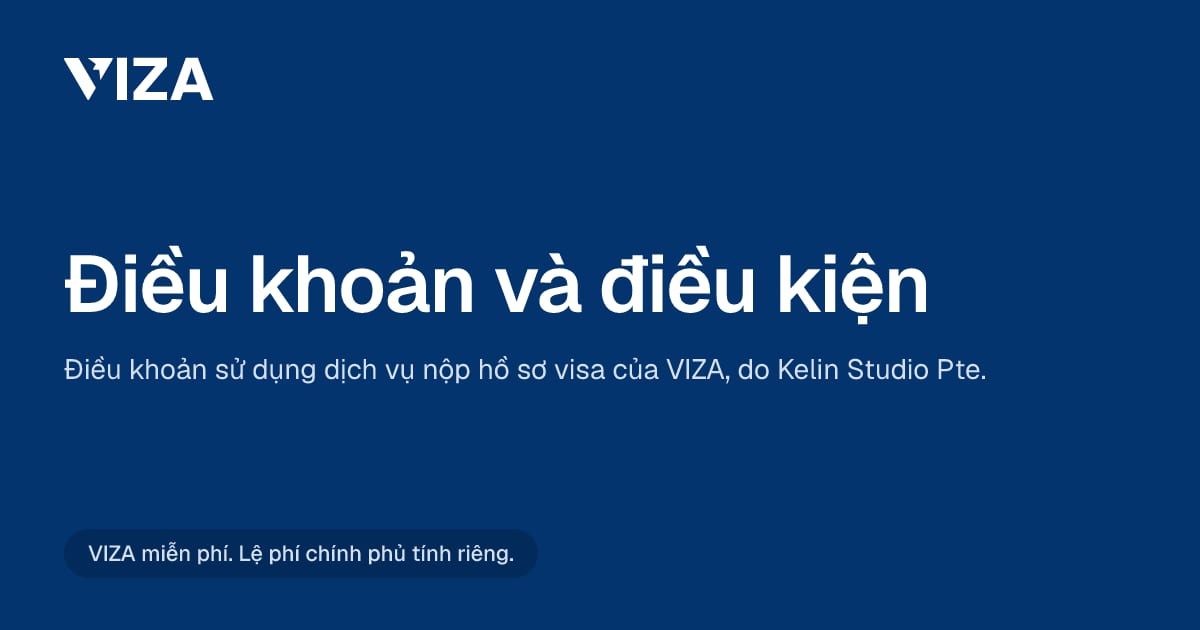 VIZA
Điều khoản và điều kiện
Điều khoản sử dụng dịch vụ nộp hồ sơ visa của VIZA, do Kelin Studio Pte.
VIZA miễn phí. Lệ phí chính phủ tính riêng.